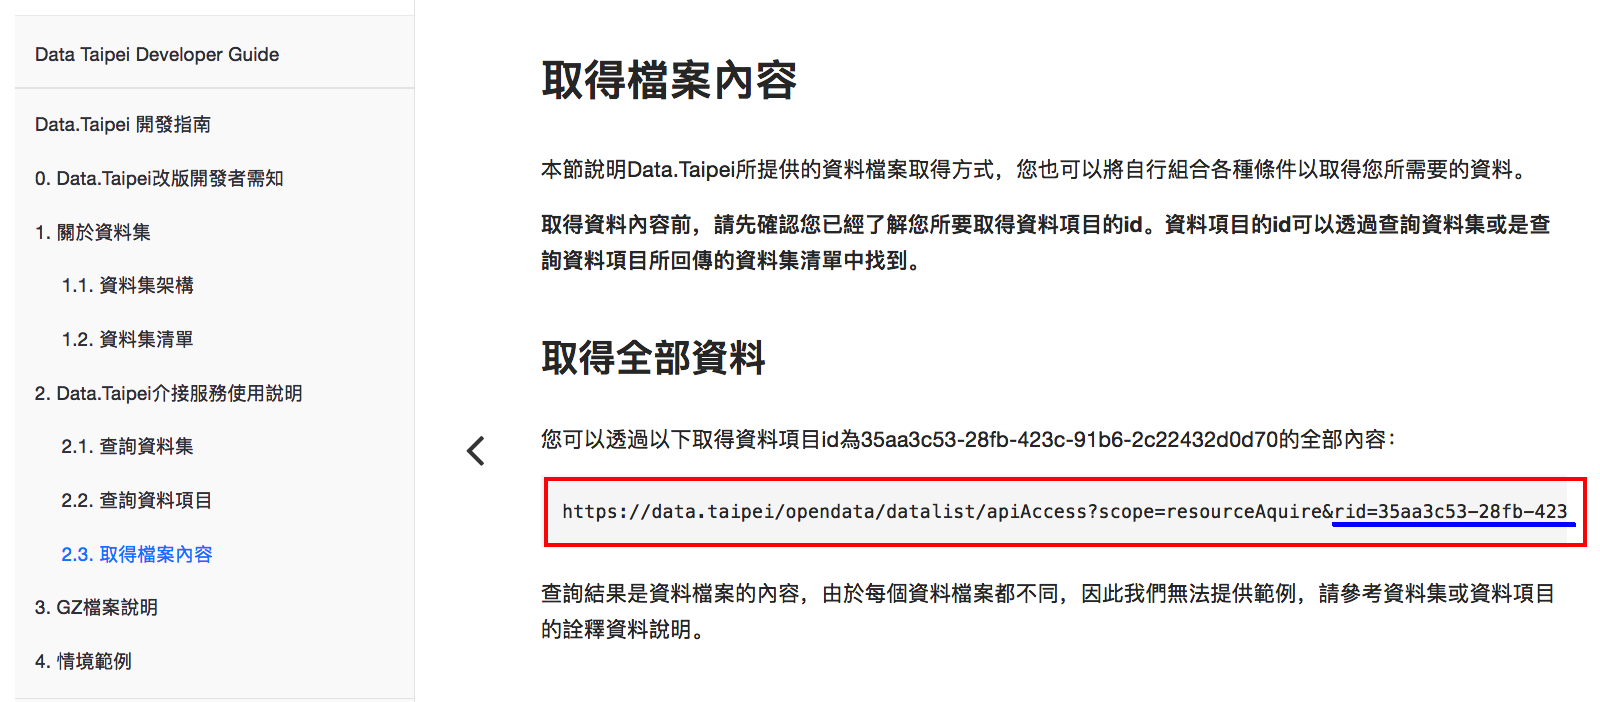 Data Taipei Developer Guide
Data.Taipei 開發指南
0. Data.Taipei改版開發者需知
1. 關於資料集
1.1. 資料集架構
1.2. 資料集清單
2. Data.Taipei介接服務使用說明
2.1. 查詢資料集
2.2. 查詢資料項目
2.3. 取得檔案內容
3. GZ檔案說明
4. 情境範例
取得檔案內容
本節說明Data.Taipei所提供的資料檔案取得方式，您也可以將自行組合各種條件以取得您所需要的資料。
取得資料內容前，請先確認您已經了解您所要取得資料項目的id。資料項目的id可以透過查詢資料集或是查
詢資料項目所回傳的資料集清單中找到。
取得全部資料
您可以透過以下取得資料項目id為35aa3c53-28fb-423c-91b6-2c22432d0d70的全部內容：
https://data.taipei/opendata/datalist/apiAccess?scope=resourceAquire&rid=35aa3c53-28fb-423
查詢結果是資料檔案的內容，由於每個資料檔案都不同，因此我們無法提供範例，請參考資料集或資料項目
的詮釋資料說明。